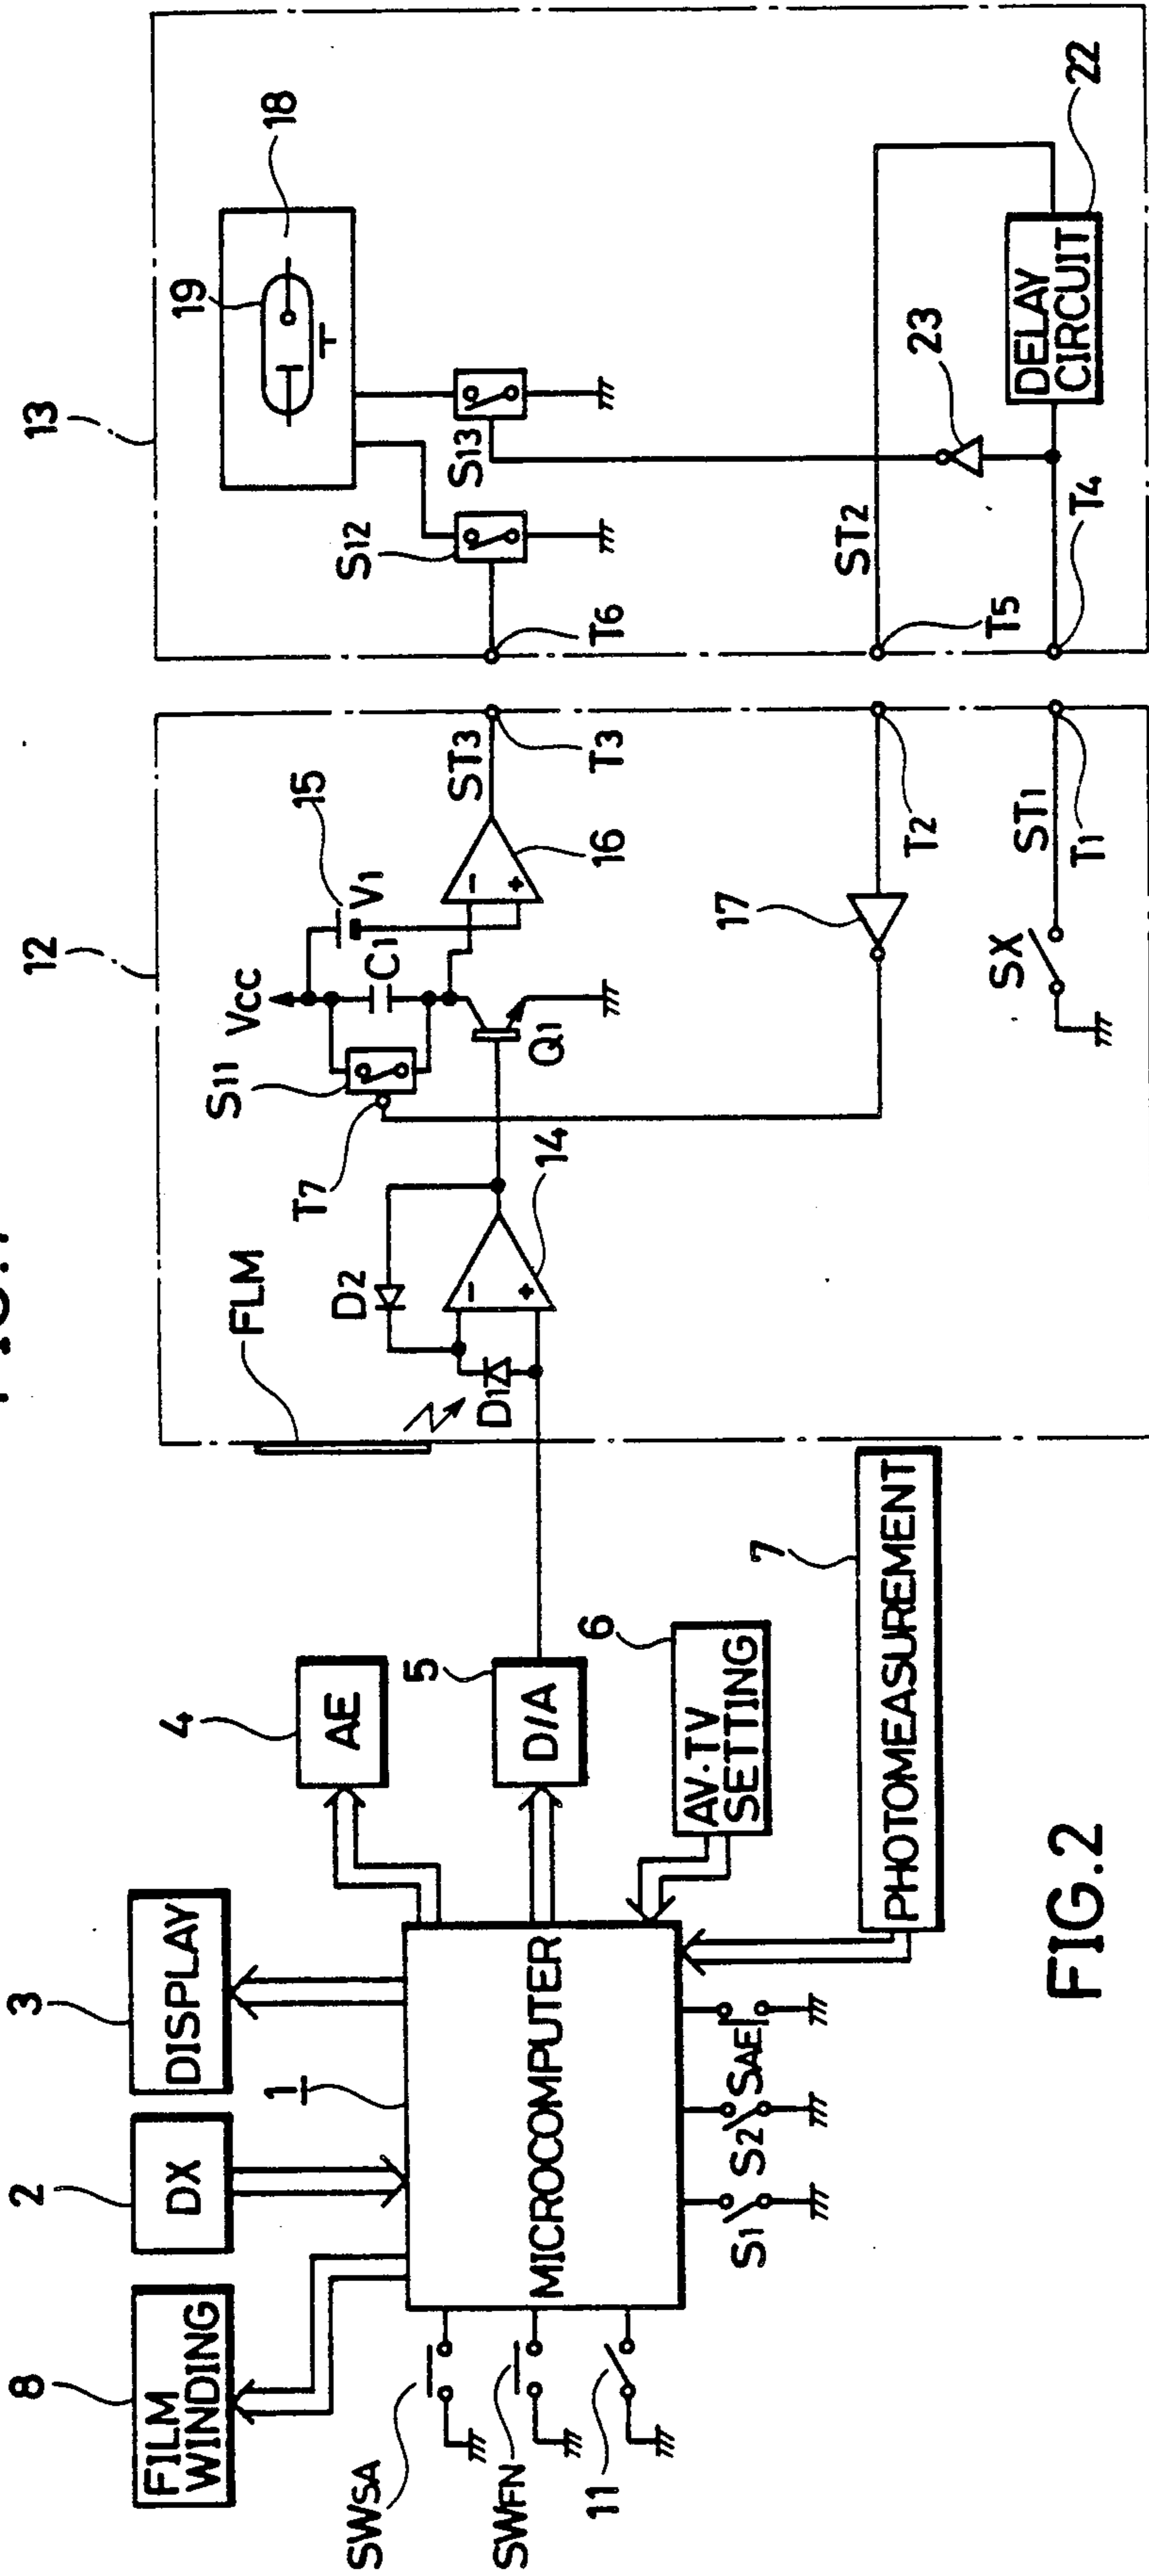 8
FILM
WINDING
2
DX
3
DISPLAY
4
AE
5
D/A
6
AV·TV
SETTING
7
PHOTOMEASUREMENT
1
MICROCOMPUTER
SWSA
SWFN
11
S1
S2
SAE
FIG.2
12
FLM
D1
D2
14
T7
S11
VCC
C1
V1
15
Q1
16
ST3
T3
17
T2
SX
ST1
T1
13
19
18
S12
S13
T6
ST2
T5
23
T4
DELAY
CIRCUIT
22